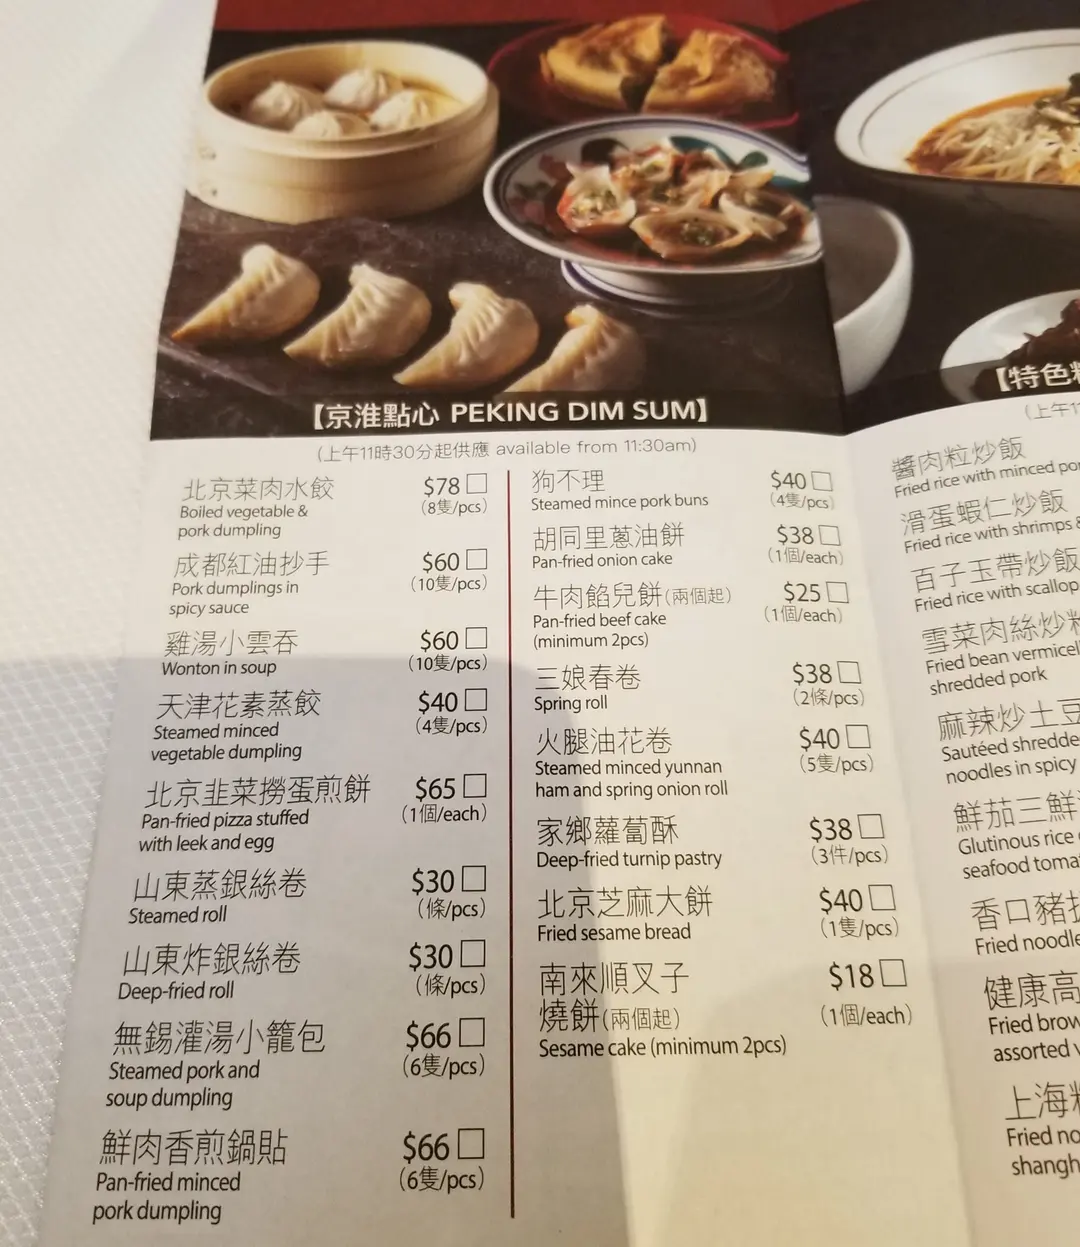 【京淮點心 PEKING DIM SUM】
(上午11時30分起供應 available from 11:30am)
北京菜肉水餃 $78
Boiled vegetable & (8隻/pcs)
pork dumpling
成都紅油抄手 $60
Pork dumplings in (10隻/pcs)
spicy sauce
雞湯小雲吞 $60
Wonton in soup (10隻/pcs)
天津花素蒸餃 $40
Steamed minced (4隻/pcs)
vegetable dumpling
北京韭菜撈蛋煎餅 $65
Pan-fried pizza stuffed (1個/each)
with leek and egg
山東蒸銀絲卷 $30
Steamed roll (條/pcs)
山東炸銀絲卷 $30
Deep-fried roll (條/pcs)
無錫灌湯小籠包 $66
Steamed pork and (6隻/pcs)
soup dumpling
鮮肉香煎鍋貼 $66
Pan-fried minced (6隻/pcs)
pork dumpling
狗不理 $40
Steamed mince pork buns (4隻/pcs)
胡同里蔥油餅 $38
Pan-fried onion cake (1個/each)
牛肉餡兒餅(兩個起) $25
Pan-fried beef cake (1個/each)
(minimum 2pcs)
三娘春卷 $38
Spring roll (2條/pcs)
火腿油花卷 $40
Steamed minced yunnan (5隻/pcs)
ham and spring onion roll
家鄉蘿蔔酥 $38
Deep-fried turnip pastry (3件/pcs)
北京芝麻大餅 $40
Fried sesame bread (1隻/pcs)
南來順叉子 $18
燒餅(兩個起) (1個/each)
Sesame cake (minimum 2pcs)
【特色
(上午1
醬肉粒炒飯
Fried rice with minced
滑蛋蝦仁炒飯
Fried rice with shrimps &
百子玉帶炒飯
Fried rice with scallop
雪菜肉絲炒
Fried bean vermicel
shredded pork
麻辣炒土豆
Sautéed shredde
noodles in spicy
鮮茄三鮮
Glutinous rice
seafood toma
香口豬
Fried noodle
健康高
Fried brow
assorted
上海
Fried no
shangh